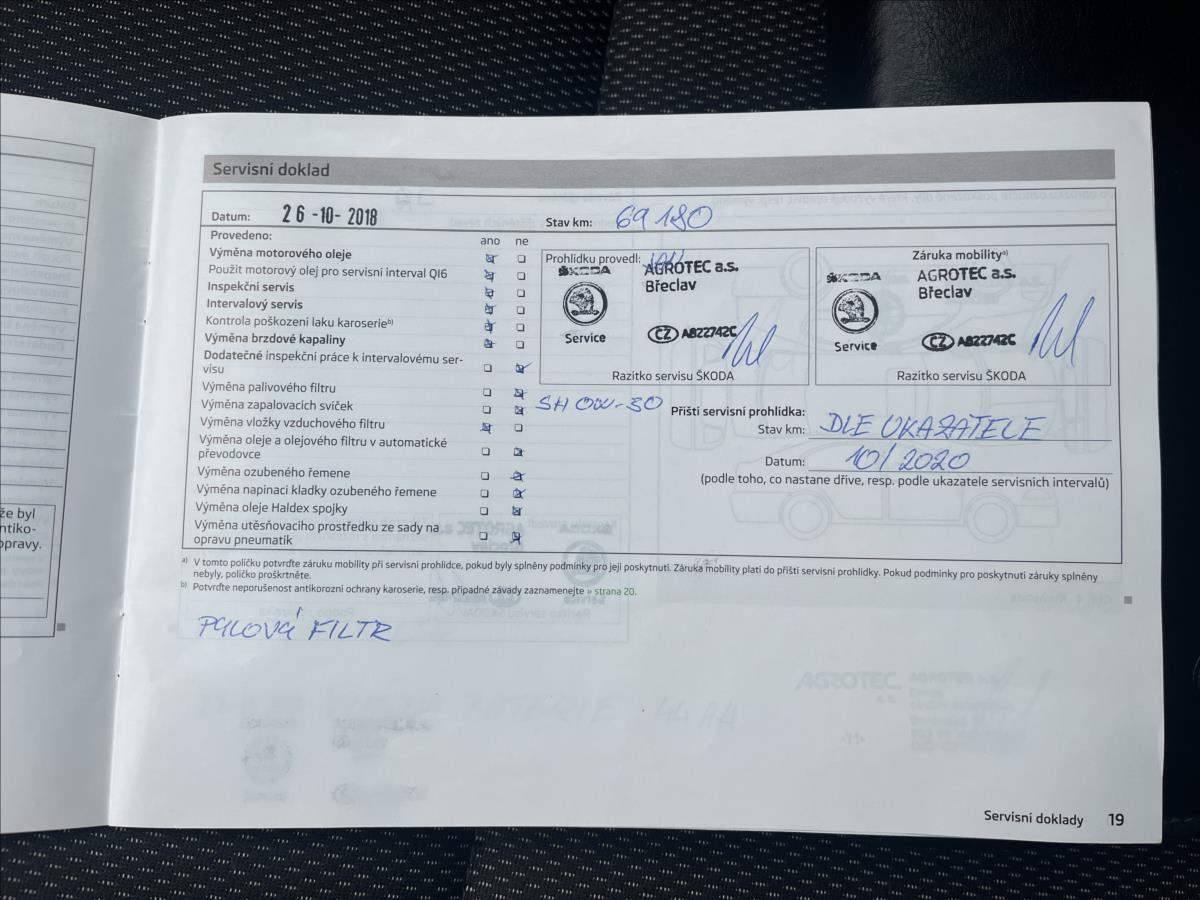 Servisní doklad
Datum: 26-10-2018 Stav km: 69180
Provedeno: ano ne
Výměna motorového oleje
Použit motorový olej pro servisní interval QI6
Inspekční servis
Intervalový servis
Kontrola poškození laku karoserieb)
Výměna brzdové kapaliny
Dodatečné inspekční práce k intervalovému ser-
visu
Výměna palivového filtru
Výměna zapalovacích svíček
Výměna vložky vzduchového filtru
Výměna oleje a olejového filtru v automatické
převodovce
Výměna ozubeného řemene
Výměna napínací kladky ozubeného řemene
Výměna oleje Haldex spojky
Výměna utěsňovacího prostředku ze sady na
opravu pneumatik
Prohlídku provedl:
ŠKODA AGROTEC a.s.
Břeclav
CZ A822742C
Service
Razítko servisu ŠKODA
Záruka mobilitya)
ŠKODA AGROTEC a.s.
Břeclav
CZ A822742C
Service
Razítko servisu ŠKODA
SH 0W-30
Příští servisní prohlídka:
Stav km: DLE UKAZATELE
Datum: 10/2020
(podle toho, co nastane dříve, resp. podle ukazatele servisních intervalů)
a) V tomto políčku potvrďte záruku mobility při servisní prohlídce, pokud byly splněny podmínky pro její poskytnutí. Záruka mobility platí do příští servisní prohlídky. Pokud podmínky pro poskytnutí záruky splněny
nebyly, políčko proškrtněte.
b) Potvrďte neporušenost antikorozní ochrany karoserie, resp. případné závady zaznamenejte » strana 20.
PYLOVÁ FILTR
že byl
ntiko-
opravy.
Servisní doklady 19